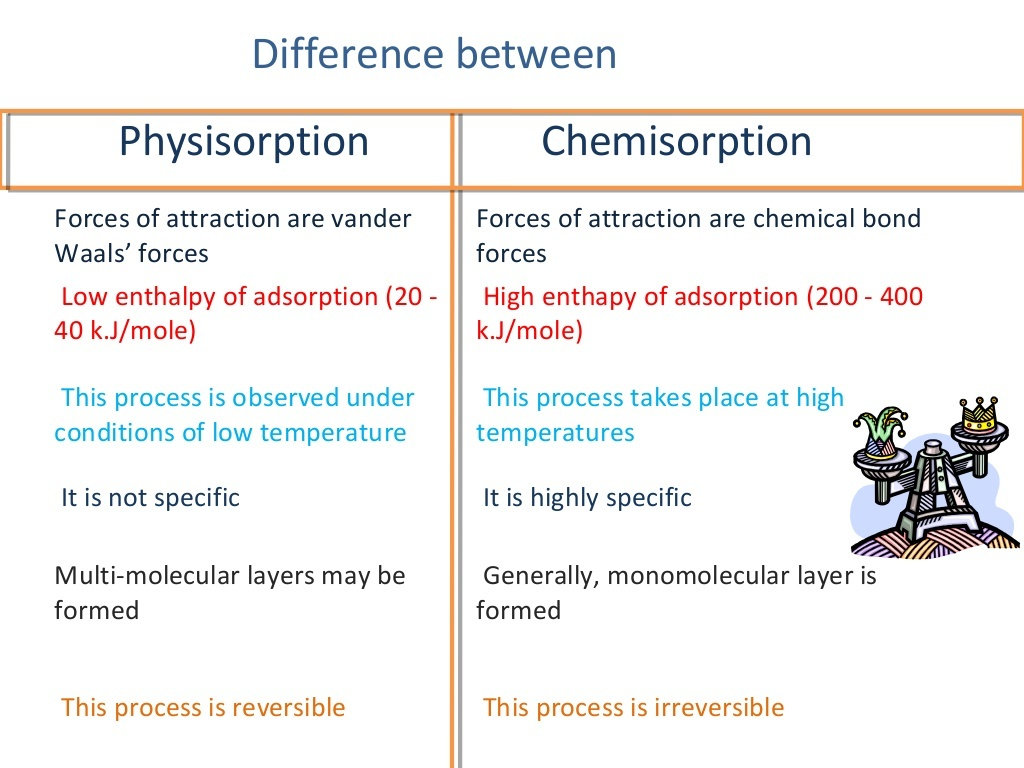 Difference between
Physisorption
Chemisorption
Forces of attraction are vander
Waals’ forces
Forces of attraction are chemical bond
forces
Low enthalpy of adsorption (20 -
40 k.J/mole)
High enthapy of adsorption (200 - 400
k.J/mole)
This process is observed under
conditions of low temperature
This process takes place at high
temperatures
It is not specific
It is highly specific
Multi-molecular layers may be
formed
Generally, monomolecular layer is
formed
This process is reversible
This process is irreversible